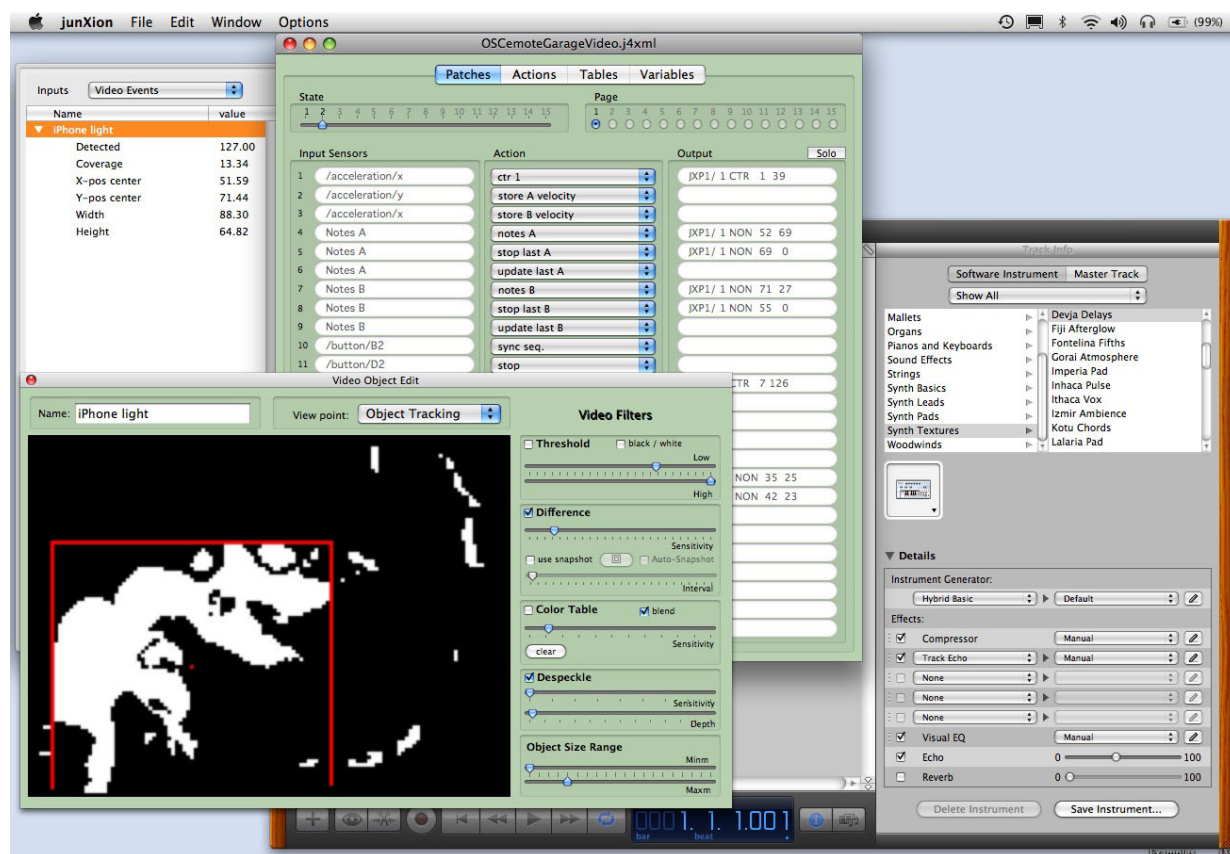 junXion File Edit Window Options (99%)
OSCemoteGarageVideo.j4xml
Patches Actions Tables Variables
State
1 2 3 4 5 6 7 8 9 10 11 12 13 14 15
Page
1 2 3 4 5 6 7 8 9 10 11 12 13 14 15
Input Sensors Action Output Solo
1 /acceleration/x ctr 1 JXP1/ 1 CTR 1 39
2 /acceleration/y store A velocity
3 /acceleration/x store B velocity
4 Notes A notes A JXP1/ 1 NON 52 69
5 Notes A stop last A JXP1/ 1 NON 69 0
6 Notes A update last A
7 Notes B notes B JXP1/ 1 NON 71 27
8 Notes B stop last B JXP1/ 1 NON 55 0
9 Notes B update last B
10 /button/B2 sync seq.
11 /button/D2 stop
CTR 7 126
NON 35 25
NON 42 23
Inputs Video Events
Name value
iPhone light
Detected 127.00
Coverage 13.34
X-pos center 51.59
Y-pos center 71.44
Width 88.30
Height 64.82
Video Object Edit
Name: iPhone light View point: Object Tracking Video Filters
Threshold black / white
Low
High
Difference
Sensitivity
use snapshot Auto-Snapshot
Interval
Color Table blend
Sensitivity
clear
Despeckle
Sensitivity
Depth
Object Size Range
Minm
Maxm
Track Info
Software Instrument Master Track
Show All
Mallets
Organs
Pianos and Keyboards
Sound Effects
Strings
Synth Basics
Synth Leads
Synth Pads
Synth Textures
Woodwinds
Devja Delays
Fiji Afterglow
Fontelina Fifths
Gorai Atmosphere
Imperia Pad
Inhaca Pulse
Ithaca Vox
Izmir Ambience
Kotu Chords
Lalaria Pad
Details
Instrument Generator:
Hybrid Basic Default
Effects:
Compressor Manual
Track Echo Manual
None
None
None
Visual EQ Manual
Echo 0 100
Reverb 0 100
Delete Instrument Save Instrument...
0001. 1. 1.001
bar beat